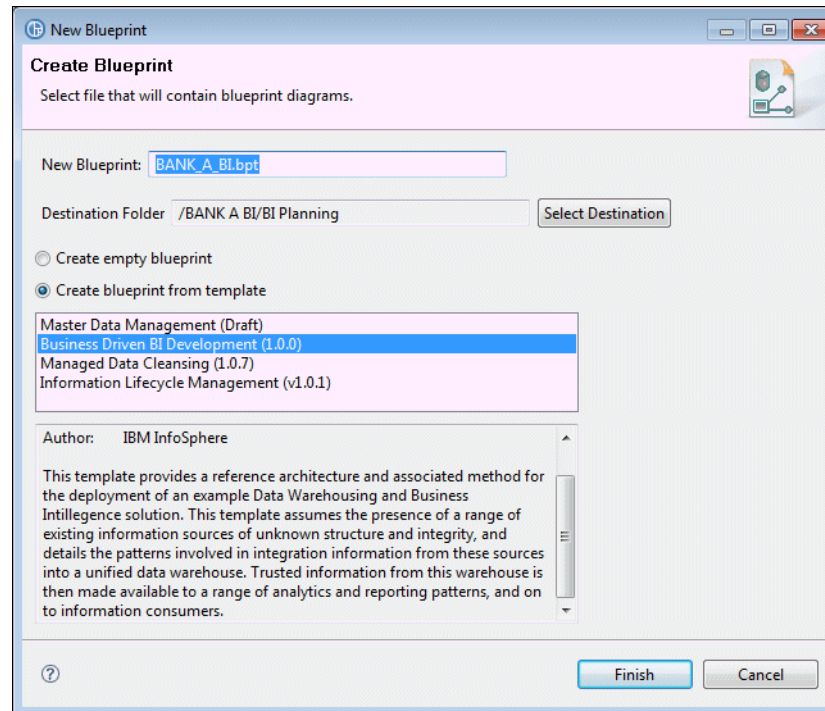 New Blueprint
Create Blueprint
Select file that will contain blueprint diagrams.
New Blueprint: BANK_A_BI.bpt
Destination Folder /BANK A BI/BI Planning Select Destination
Create empty blueprint
Create blueprint from template
Master Data Management (Draft)
Business Driven BI Development (1.0.0)
Managed Data Cleansing (1.0.7)
Information Lifecycle Management (v1.0.1)
Author: IBM InfoSphere
This template provides a reference architecture and associated method for
the deployment of an example Data Warehousing and Business
Intillegence solution. This template assumes the presence of a range of
existing information sources of unknown structure and integrity, and
details the patterns involved in integration information from these sources
into a unified data warehouse. Trusted information from this warehouse is
then made available to a range of analytics and reporting patterns, and on
to information consumers.
? Finish Cancel